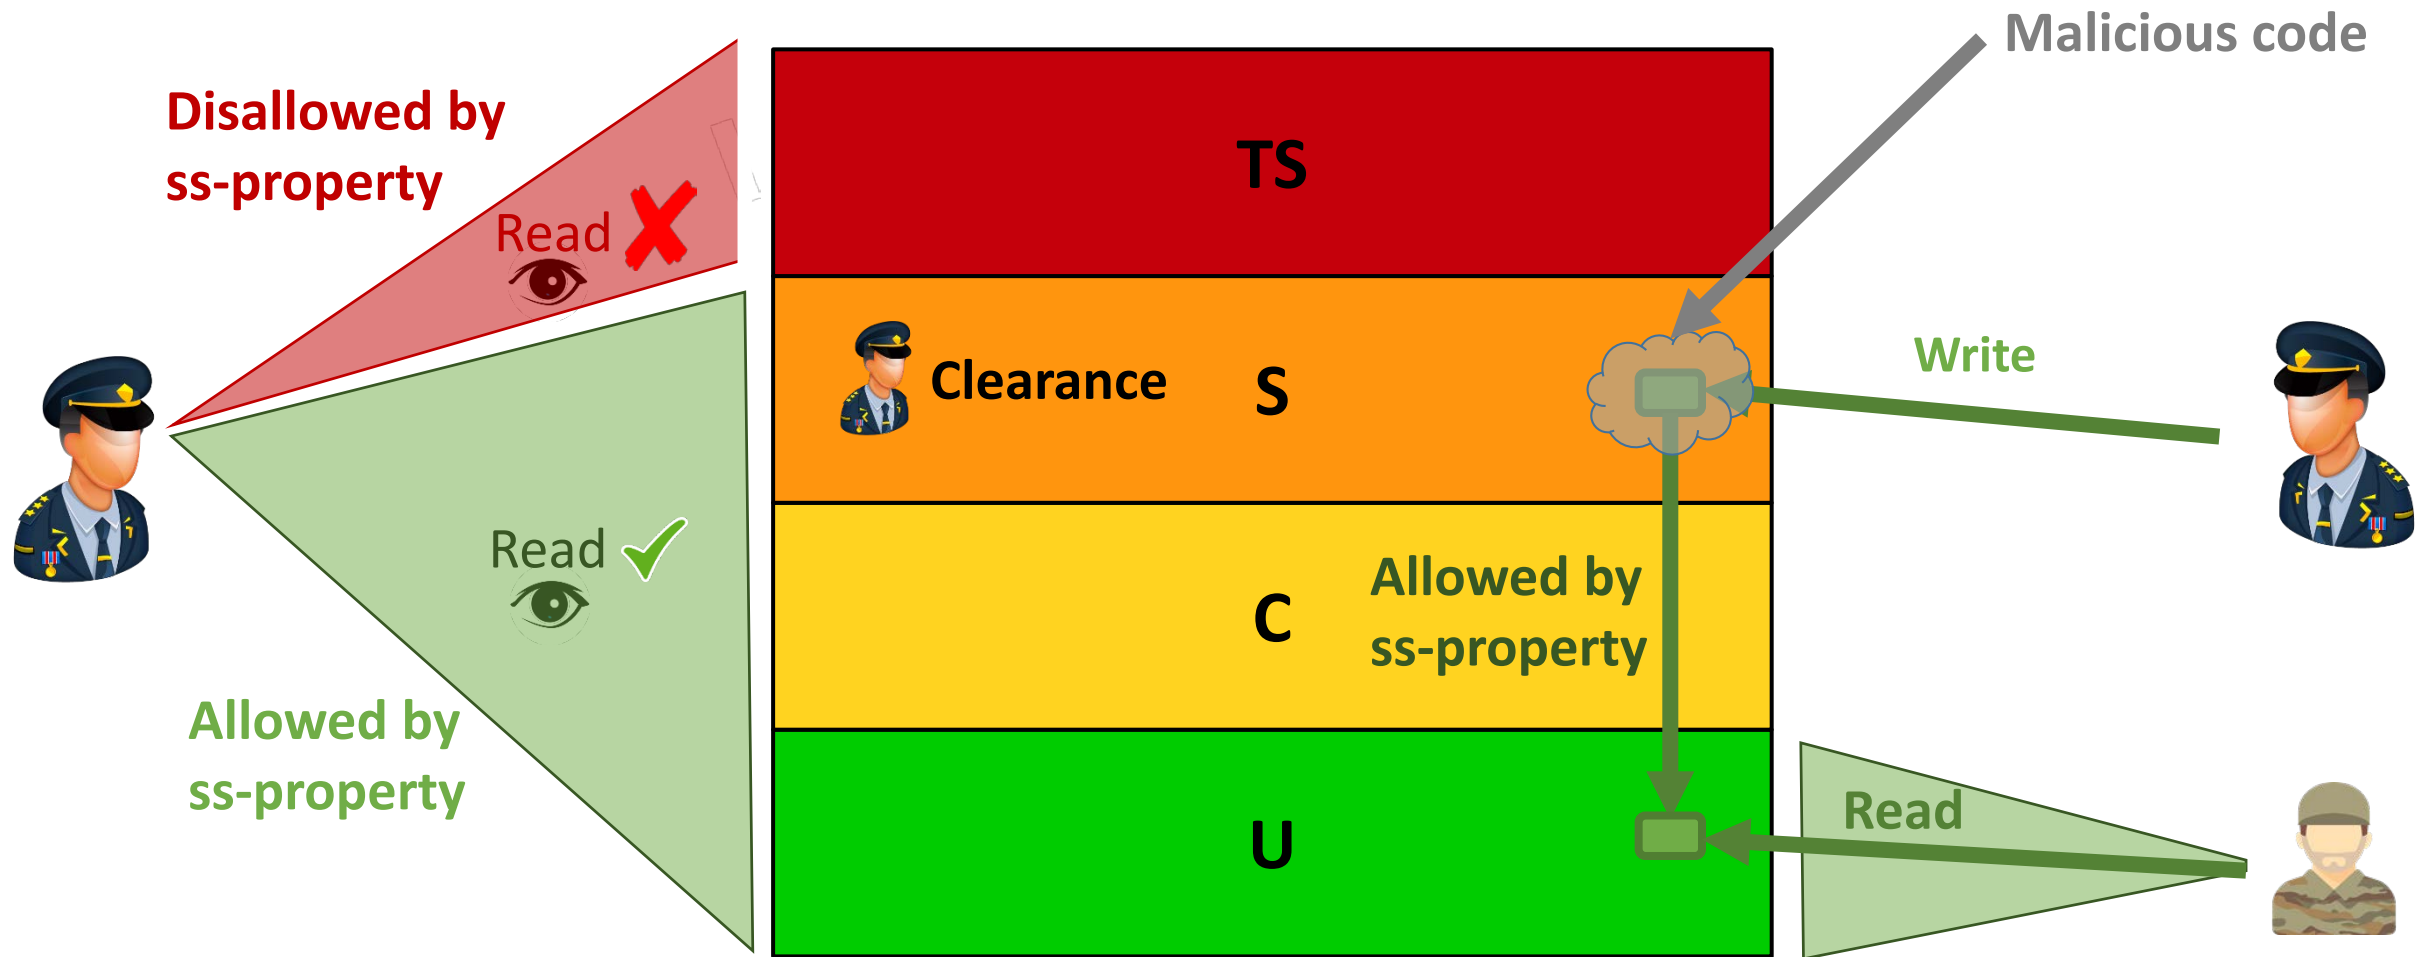 Malicious code
Disallowed by
ss-property
Read
TS
Clearance
S
Write
Read
Allowed by
ss-property
C
Allowed by
ss-property
U
Read